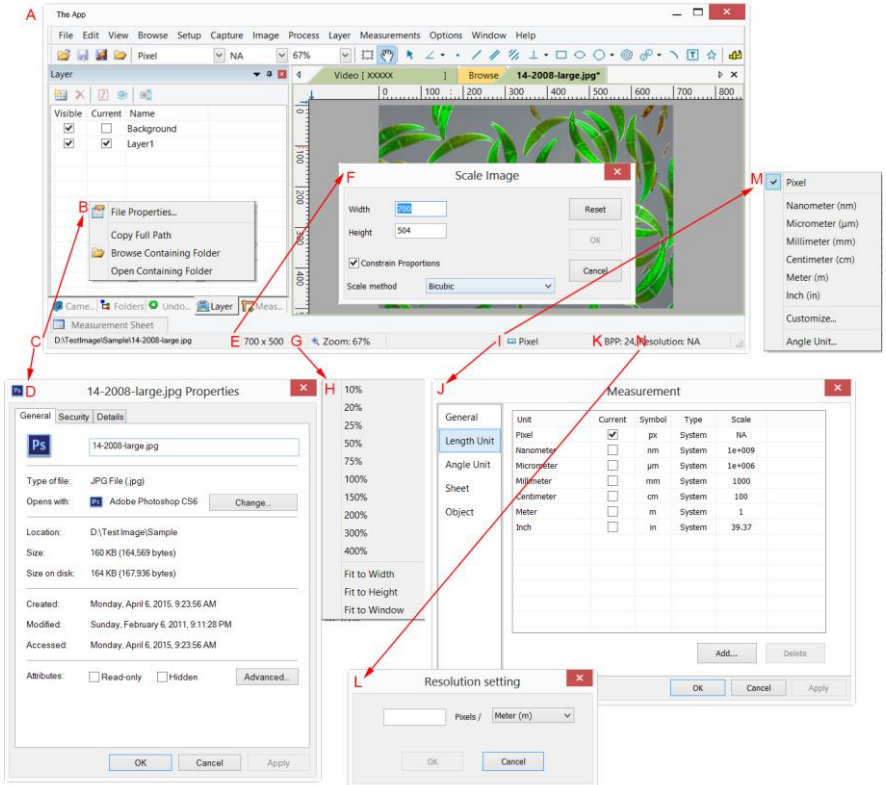 A
The App
File Edit View Browse Setup Capture Image Process Layer Measurements Options Window Help
Pixel NA 67%
Layer
Video [ XXXXX ] Browse 14-2008-large.jpg*
0 100 200 300 400 500 600 700 800
Visible Current Name
Background
Layer1
0
100
200
300
400
B
File Properties...
Copy Full Path
Browse Containing Folder
Open Containing Folder
F
Scale Image
Width 700 Reset
Height 504 OK
Constrain Proportions
Cancel
Scale method Bicubic
M
Pixel
Nanometer (nm)
Micrometer (µm)
Millimeter (mm)
Centimeter (cm)
Meter (m)
Inch (in)
Customize...
Angle Unit...
Came... Folders Undo... Layer Meas...
Measurement Sheet
C E G I K N
D:\TestImage\Sample\14-2008-large.jpg 700 x 500 Zoom: 67% Pixel BPP: 24, Resolution: NA
D
14-2008-large.jpg Properties
General Security Details
Ps 14-2008-large.jpg
Type of file: JPG File (.jpg)
Opens with: Ps Adobe Photoshop CS6 Change...
Location: D:\TestImage\Sample
Size: 160 KB (164,569 bytes)
Size on disk: 164 KB (167,936 bytes)
Created: Monday, April 6, 2015, 9:23:56 AM
Modified: Sunday, February 6, 2011, 9:11:28 PM
Accessed: Monday, April 6, 2015, 9:23:56 AM
Attributes: Read-only Hidden Advanced...
OK Cancel Apply
H
10%
20%
25%
50%
75%
100%
150%
200%
300%
400%
Fit to Width
Fit to Height
Fit to Window
J
Measurement
General
Length Unit
Angle Unit
Sheet
Object
Unit Current Symbol Type Scale
Pixel px System NA
Nanometer nm System 1e+009
Micrometer µm System 1e+006
Millimeter mm System 1000
Centimeter cm System 100
Meter m System 1
Inch in System 39.37
Add... Delete
OK Cancel Apply
L
Resolution setting
Pixels / Meter (m)
OK Cancel